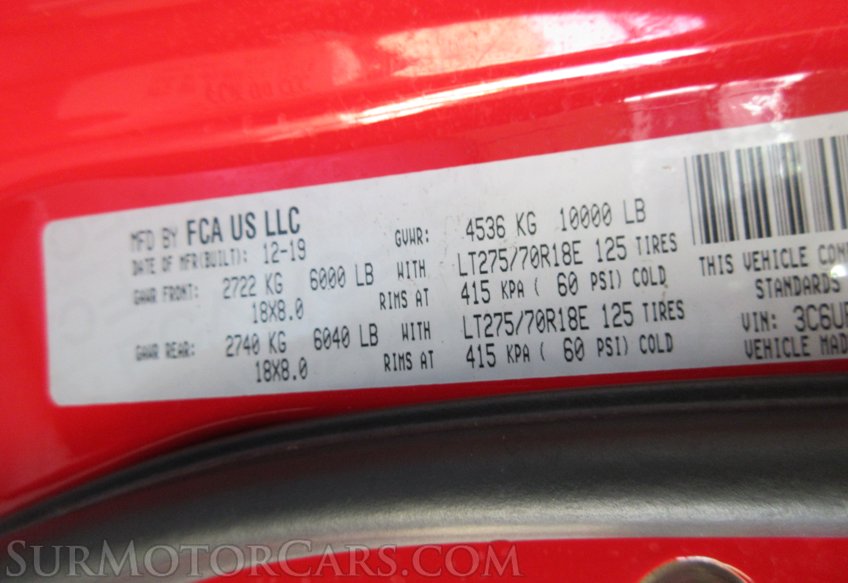 MFD BY FCA US LLC
DATE OF MFR(BUILT): 12-19 GVWR: 4536 KG 10000 LB
GAWR FRONT: 2722 KG 6000 LB WITH LT275/70R18E 125 TIRES
18X8.0 RIMS AT 415 KPA ( 60 PSI) COLD
GAWR REAR: 2740 KG 6040 LB WITH LT275/70R18E 125 TIRES
18X8.0 RIMS AT 415 KPA ( 60 PSI) COLD
THIS VEHICLE
STANDARDS
VIN: 3C6U
VEHICLE MAD
SURMOTORCARS.COM